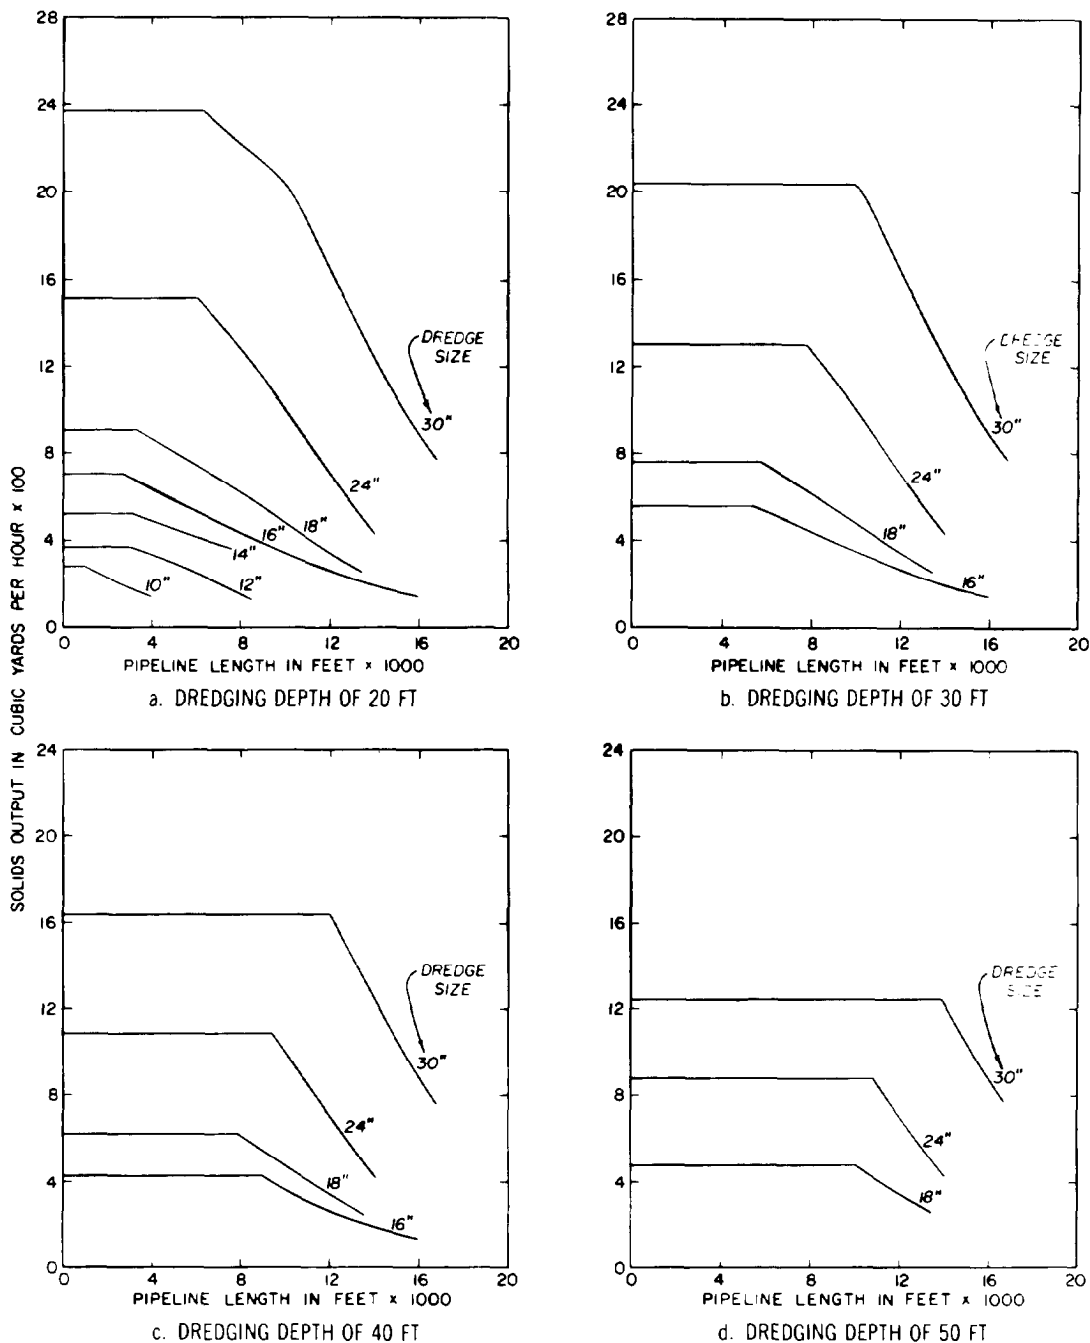 SOLIDS OUTPUT IN CUBIC YARDS PER HOUR × 100
28
24
20
16
12
8
4
0
DREDGE
SIZE
30"
24"
18"
16"
14"
12"
10"
0 4 8 12 16 20
PIPELINE LENGTH IN FEET × 1000
a. DREDGING DEPTH OF 20 FT
28
24
20
16
12
8
4
0
DREDGE
SIZE
30"
24"
18"
16"
0 4 8 12 16 20
PIPELINE LENGTH IN FEET × 1000
b. DREDGING DEPTH OF 30 FT
24
20
16
12
8
4
0
DREDGE
SIZE
30"
24"
18"
16"
0 4 8 12 16 20
PIPELINE LENGTH IN FEET × 1000
c. DREDGING DEPTH OF 40 FT
24
20
16
12
8
4
0
DREDGE
SIZE
30"
24"
18"
0 4 8 12 16 20
PIPELINE LENGTH IN FEET × 1000
d. DREDGING DEPTH OF 50 FT